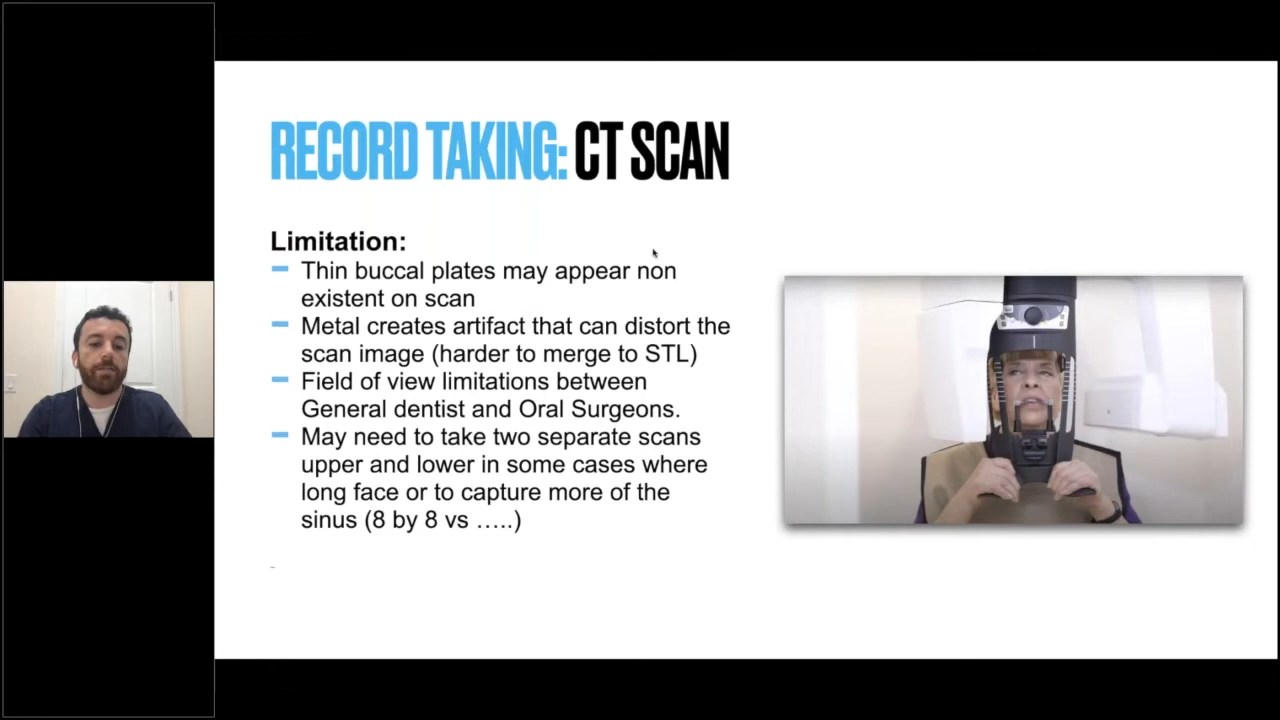 RECORD TAKING: CT SCAN
Limitation:
Thin buccal plates may appear non
existent on scan
Metal creates artifact that can distort the
scan image (harder to merge to STL)
Field of view limitations between
General dentist and Oral Surgeons.
May need to take two separate scans
upper and lower in some cases where
long face or to capture more of the
sinus (8 by 8 vs …..)